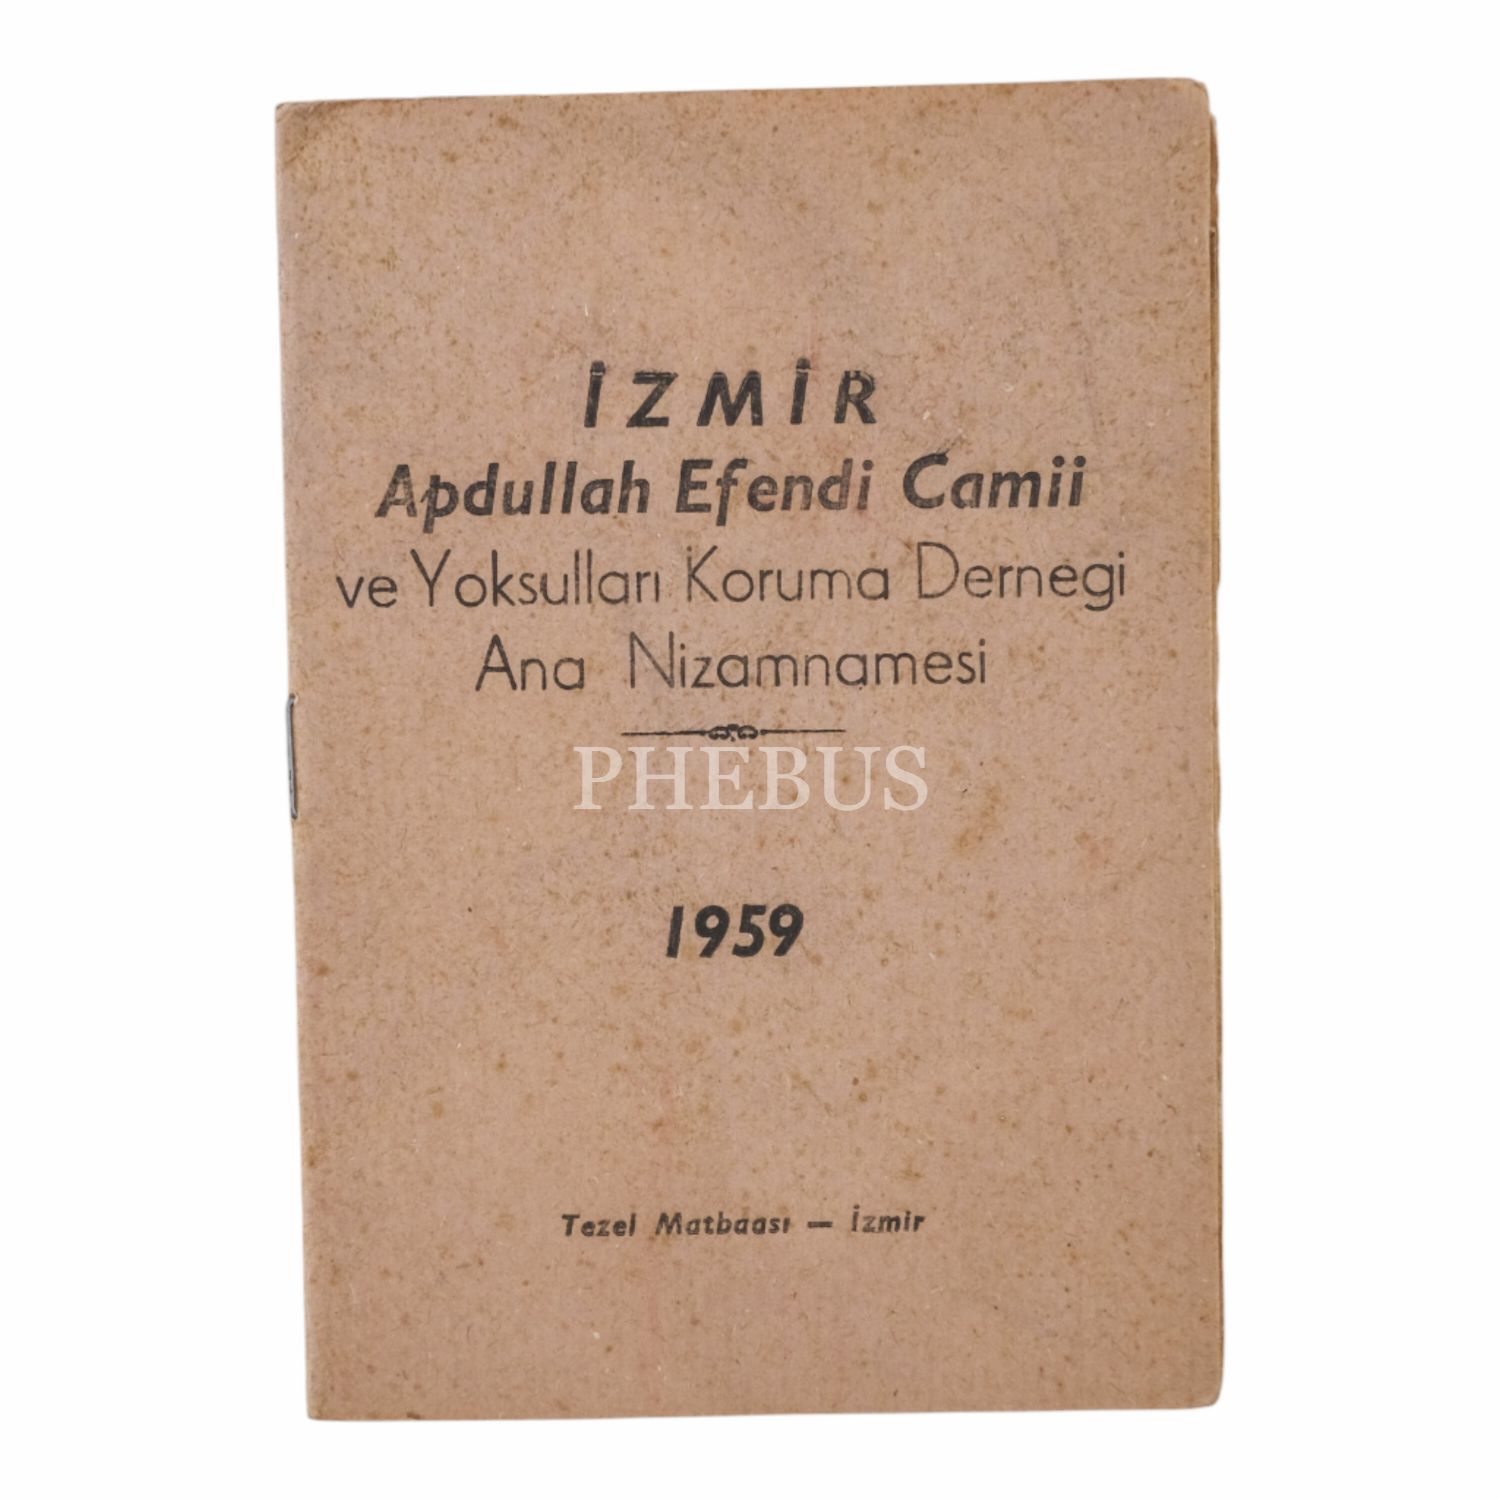 İZMİR
Apdullah Efendi Camii
ve Yoksulları Koruma Dernegi
Ana Nizamnamesi
PHEBUS
1959
Tezel Matbaası — İzmir